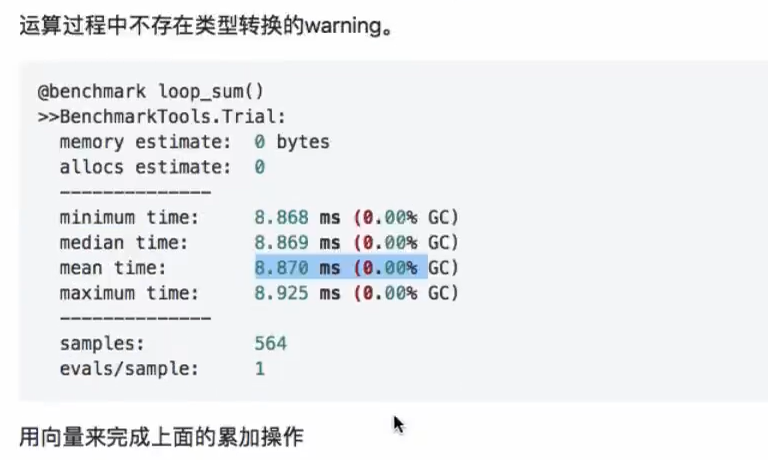 运算过程中不存在类型转换的warning。
@benchmark loop_sum()
>>BenchmarkTools.Trial:
memory estimate: 0 bytes
allocs estimate: 0
--------------
minimum time: 8.868 ms (0.00% GC)
median time: 8.869 ms (0.00% GC)
mean time: 8.870 ms (0.00% GC)
maximum time: 8.925 ms (0.00% GC)
--------------
samples: 564
evals/sample: 1
用向量来完成上面的累加操作